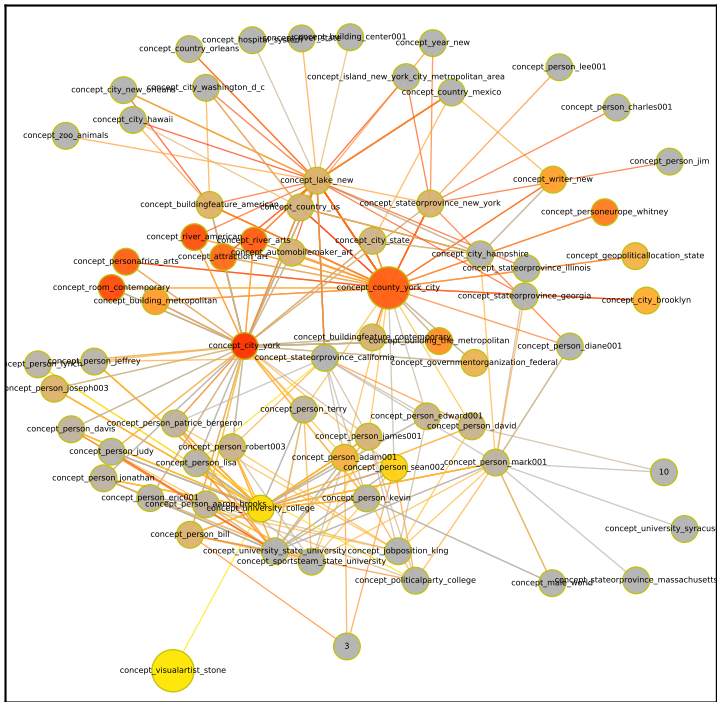 concept_building_center001
concept_country_orleans
concept_year_new
concept_person_lee001
concept_island_new_york_city_metropolitan_area
concept_city_washington_d_c
concept_country_mexico
concept_person_charles001
concept_city_hawaii
concept_zoo_animals
concept_person_jim
concept_lake_new
concept_writer_new
concept_buildingfeature_american
concept_country_us
concept_stateorprovince_new_york
concept_personeurope_whitney
concept_river_american
concept_river_arts
concept_city_state
concept_automobilemaker_art
concept_attraction_art
concept_city_hampshire
concept_geopoliticallocation_state
concept_personafrica_arts
concept_stateorprovince_illinois
concept_room_contemporary
concept_county_york_city
concept_building_metropolitan
concept_stateorprovince_georgia
concept_city_brooklyn
concept_buildingfeature_contemporary
concept_building_the_metropolitan
concept_city_york
concept_person_diane001
concept_stateorprovince_california
concept_person_jeffrey
concept_governmentorganization_federal
concept_person_joseph003
concept_person_terry
concept_person_patrice_bergeron
concept_person_edward001
concept_person_davis
concept_person_david
concept_person_james001
concept_person_robert003
concept_person_judy
concept_person_adam001
concept_person_lisa
concept_person_mark001
concept_person_sean002
10
concept_person_jonathan
concept_person_eric001
concept_person_kevin
concept_person_aaron_brooks
concept_university_college
concept_university_syracus
concept_person_bill
concept_university_state_university
concept_jobposition_king
concept_sportsteam_state_university
concept_politicalparty_college
concept_male_world
concept_stateorprovince_massachusetts
3
concept_visualartist_stone